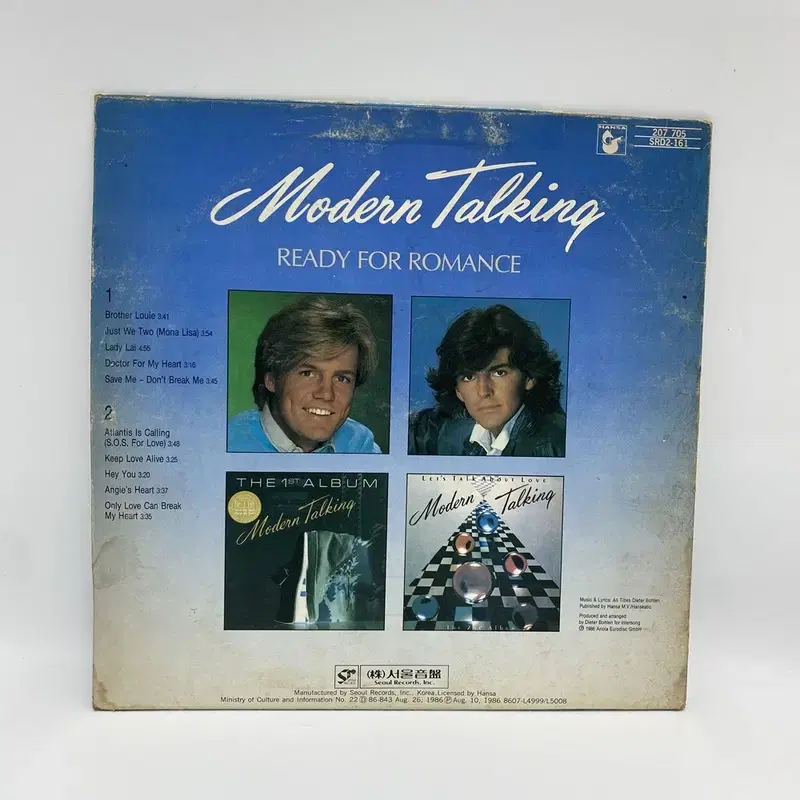 HANSA
207 705
SRD2-161
Modern Talking
READY FOR ROMANCE
1
Brother Louie 3:41
Just We Two (Mona Lisa) 3:54
Lady Lai 4:56
Doctor For My Heart 3:16
Save Me – Don't Break Me 3:45
2
Atlantis Is Calling
(S.O.S. For Love) 3:48
Keep Love Alive 3:25
Hey You 3:20
Angie's Heart 3:37
Only Love Can Break
My Heart 3:35
THE 1ST ALBUM
Modern Talking
Let's Talk About Love
Modern Talking
The 2nd Album
Music & Lyrics: All Titles Dieter Bohlen
Published by Hansa M.V./Hanseatic
Produced and arranged
by Dieter Bohlen for Intersong
Ⓟ 1986 Ariola Eurodisc GmbH
(株)서울音盤
Seoul Records, Inc.
Manufactured by Seoul Records, Inc., Korea, Licensed by Hansa
Ministry of Culture and Information No. 22 Ⓓ 86-843 Aug. 26, 1986 Ⓟ Aug. 10, 1986 8607-L4999/L5008